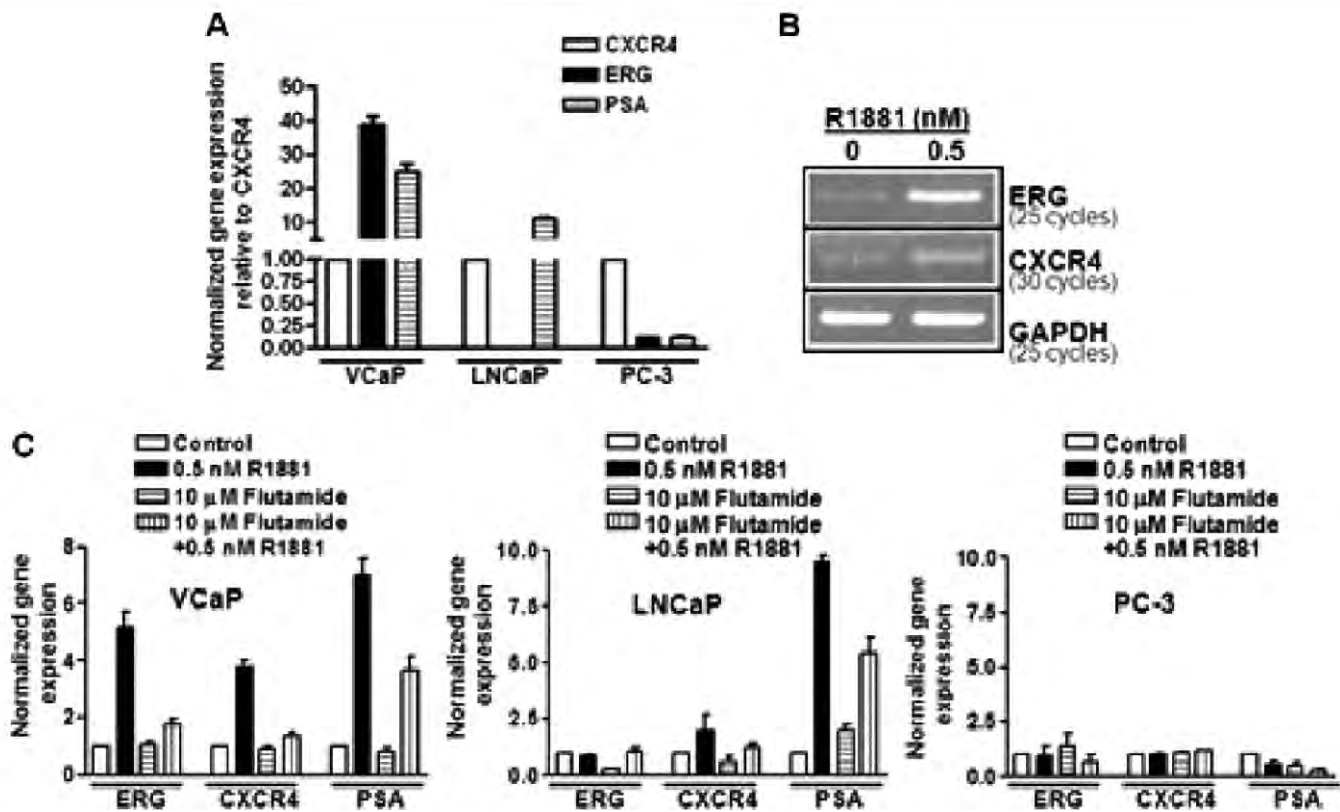 A
CXCR4
ERG
PSA
Normalized gene expression
relative to CXCR4
50
40
30
20
10
1.00
0.75
0.50
0.25
0.00
VCaP
LNCaP
PC-3
B
R1881 (nM)
0 0.5
ERG
(25 cycles)
CXCR4
(30 cycles)
GAPDH
(25 cycles)
C
Control
0.5 nM R1881
10 µM Flutamide
10 µM Flutamide
+0.5 nM R1881
Normalized gene
expression
8
6
4
2
0
VCaP
ERG
CXCR4
PSA
Control
0.5 nM R1881
10 µM Flutamide
10 µM Flutamide
+0.5 nM R1881
Normalized gene
expression
10.0
7.5
5.0
2.5
0.0
LNCaP
ERG
CXCR4
PSA
Control
0.5 nM R1881
10 µM Flutamide
10 µM Flutamide
+0.5 nM R1881
Normalized gene
expression
10.0
7.5
5.0
2.5
0.0
PC-3
ERG
CXCR4
PSA